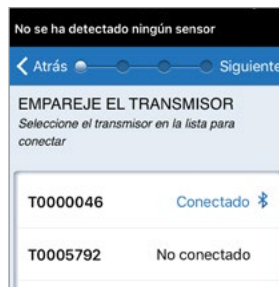 No se ha detectado ningún sensor
Atrás Siguiente
EMPAREJE EL TRANSMISOR
Seleccione el transmisor en la lista para
conectar
T0000046 Conectado
T0005792 No conectado